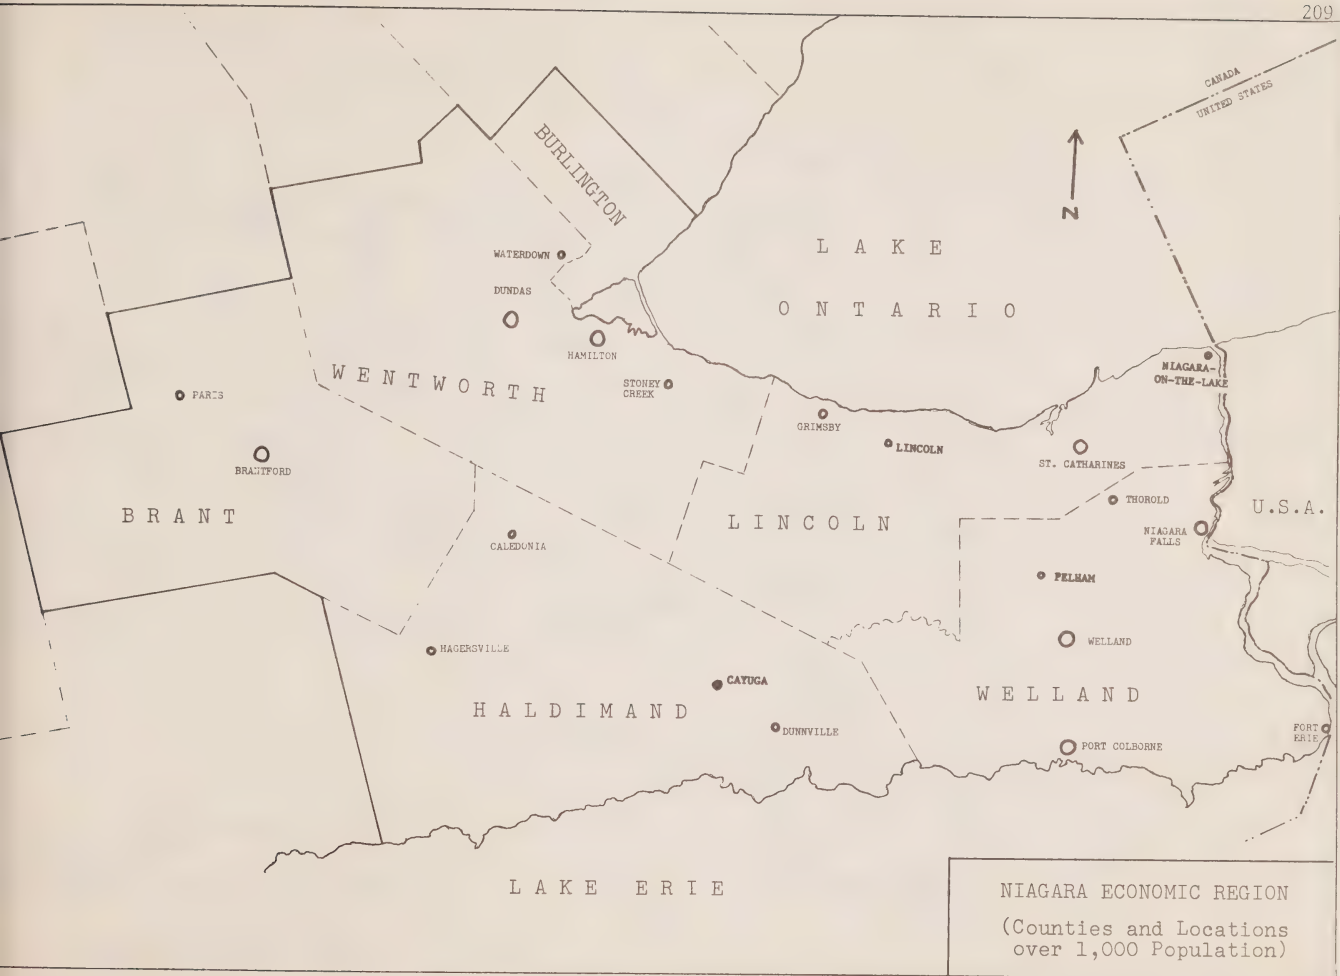 209
CANADA
UNITED STATES
BURLINGTON
N
WATERDOWN
LAKE
DUNDAS
ONTARIO
HAMILTON
NIAGARA-
ON-THE-LAKE
WENTWORTH
STONEY
CREEK
PARIS
GRIMSBY
LINCOLN
BRANTFORD
ST. CATHARINES
THOROLD
U.S.A.
BRANT
LINCOLN
NIAGARA
FALLS
CALEDONIA
PELHAM
HAGERSVILLE
WELLAND
CAYUGA
WELLAND
HALDIMAND
DUNNVILLE
FORT
ERIE
PORT COLBORNE
LAKE ERIE
NIAGARA ECONOMIC REGION
(Counties and Locations
over 1,000 Population)